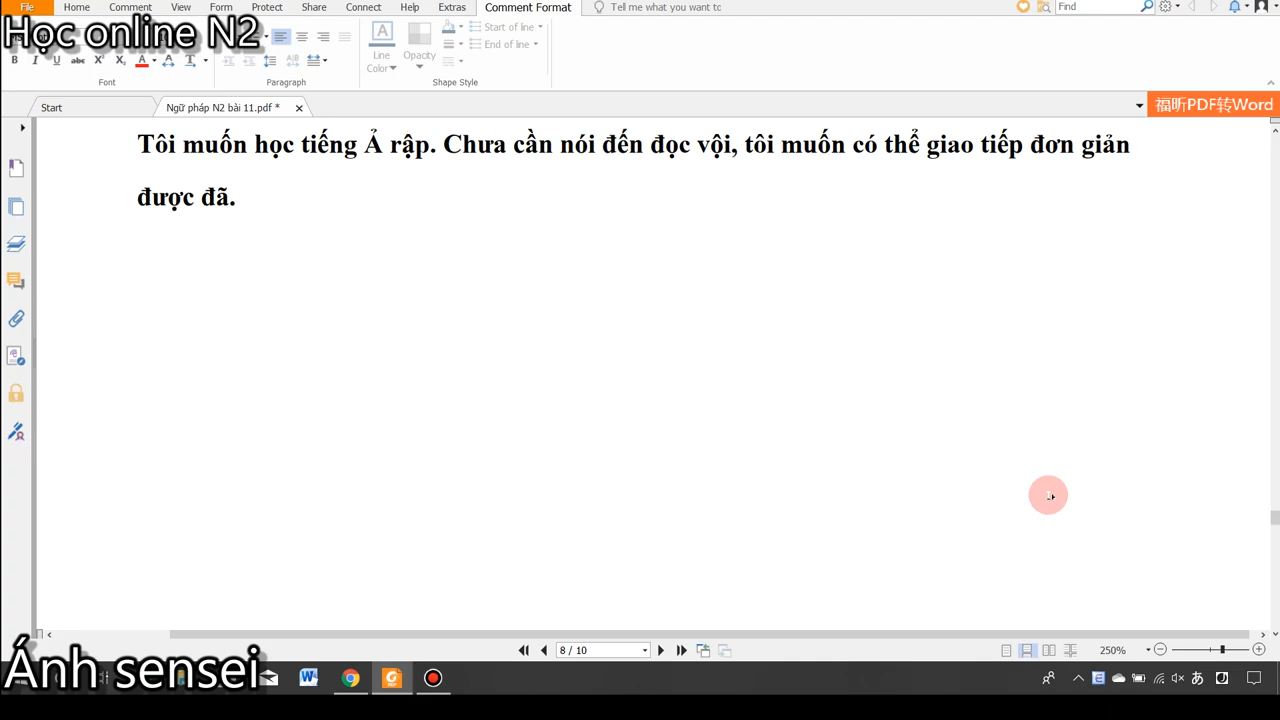 File Home Comment View Form Protect Share Connect Help Extras Comment Format Tell me what you want to Find
Học online N2
Start of line
End of line
Line
Color
Opacity
Font Paragraph Shape Style
Start
Ngữ pháp N2 bài 11.pdf *
福昕PDF转Word
Tôi muốn học tiếng Ả rập. Chưa cần nói đến đọc vội, tôi muốn có thể giao tiếp đơn giản
được đã.
8 / 10
250%
Ánh sensei